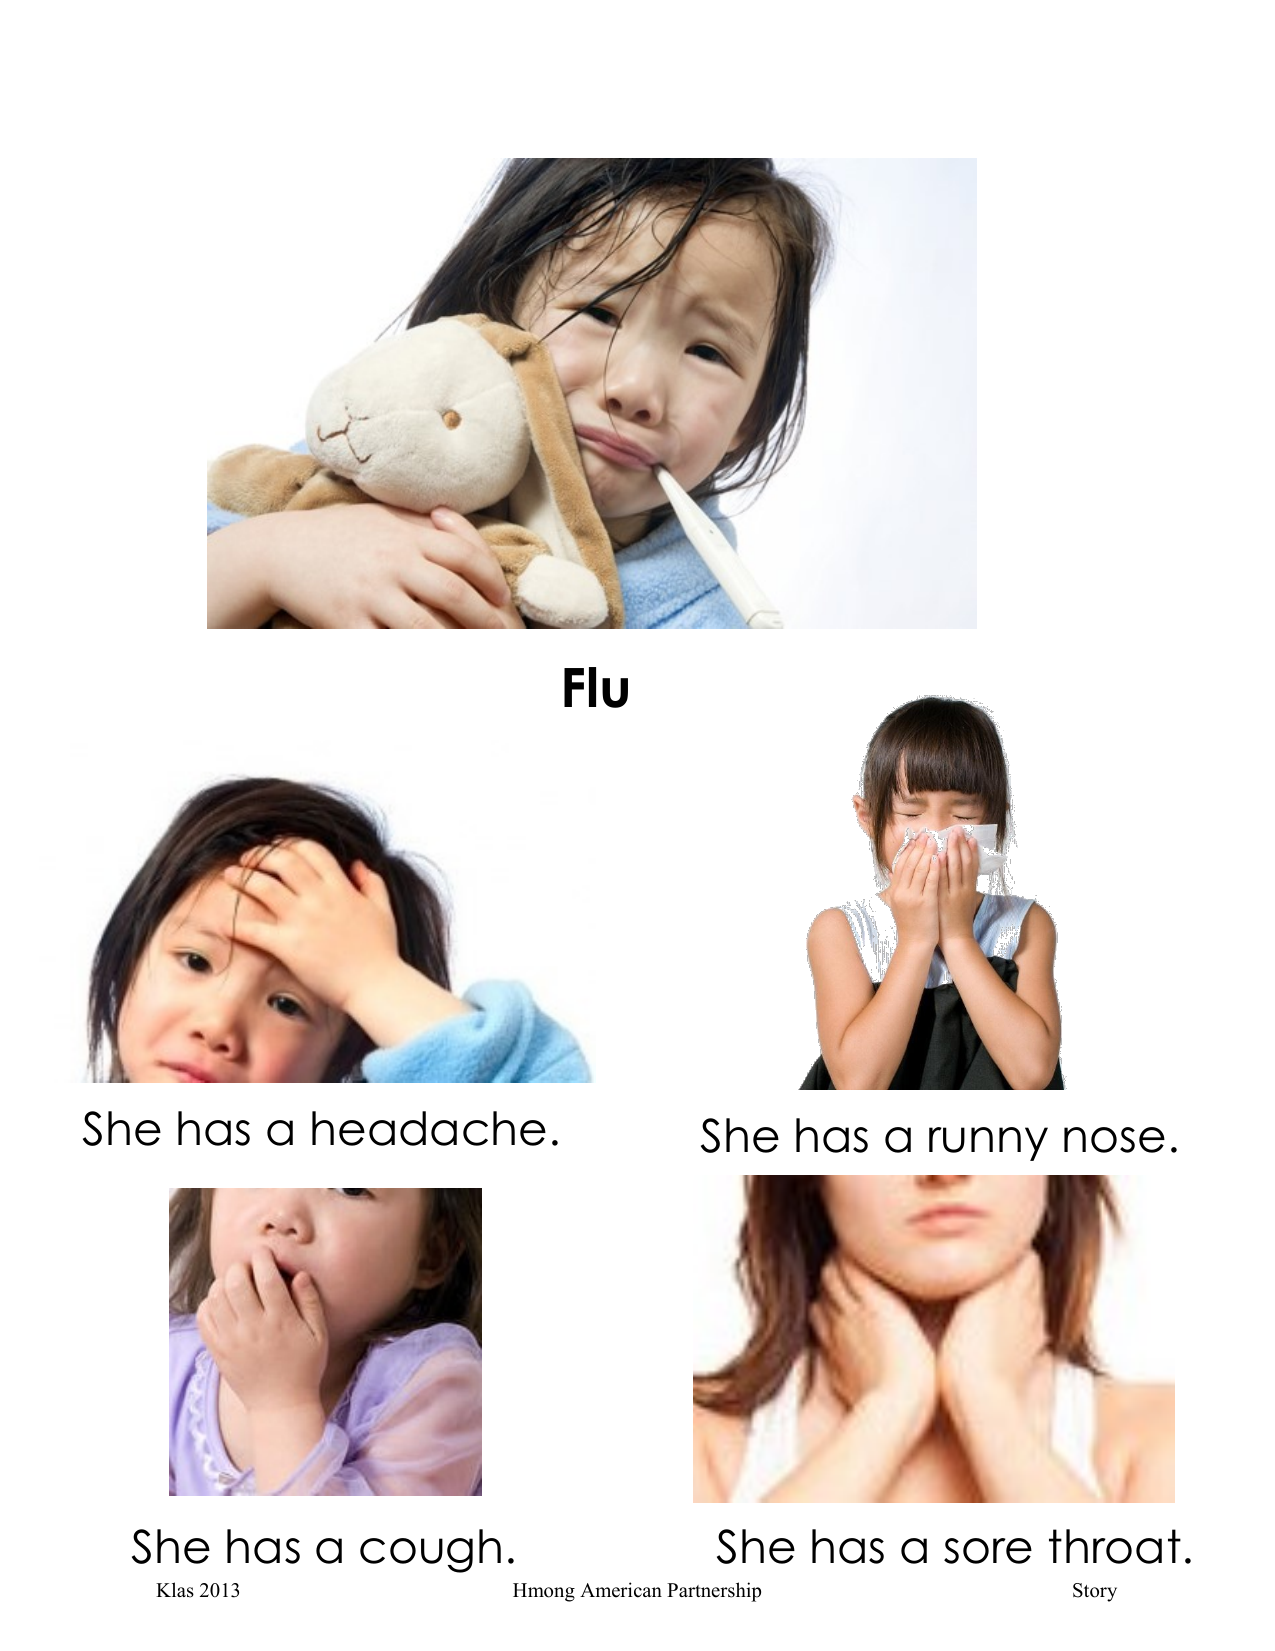 Flu
She has a headache.
She has a runny nose.
She has a cough.
She has a sore throat.
Klas 2013 Hmong American Partnership Story